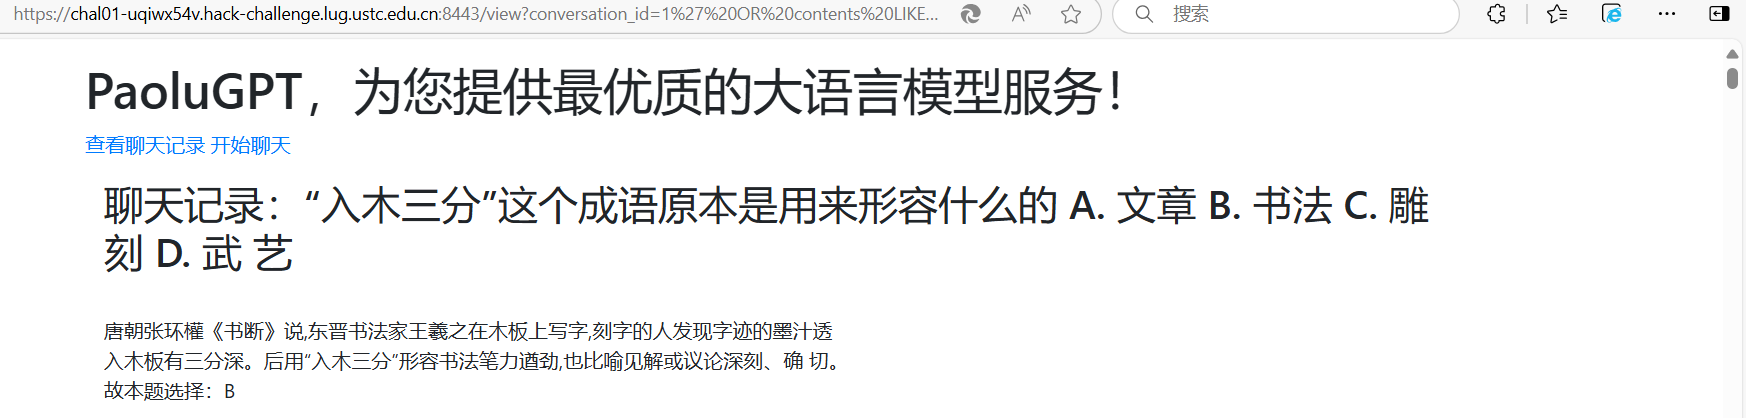 https://chal01-uqiwx54v.hack-challenge.lug.ustc.edu.cn:8443/view?conversation_id=1%27%20OR%20contents%20LIKE... 搜索
PaoluGPT，为您提供最优质的大语言模型服务！
查看聊天记录 开始聊天
聊天记录：“入木三分”这个成语原本是用来形容什么的 A. 文章 B. 书法 C. 雕
刻 D. 武 艺
唐朝张环權《书断》说,东晋书法家王羲之在木板上写字,刻字的人发现字迹的墨汁透
入木板有三分深。后用“入木三分”形容书法笔力遒劲,也比喻见解或议论深刻、确 切。
故本题选择：B